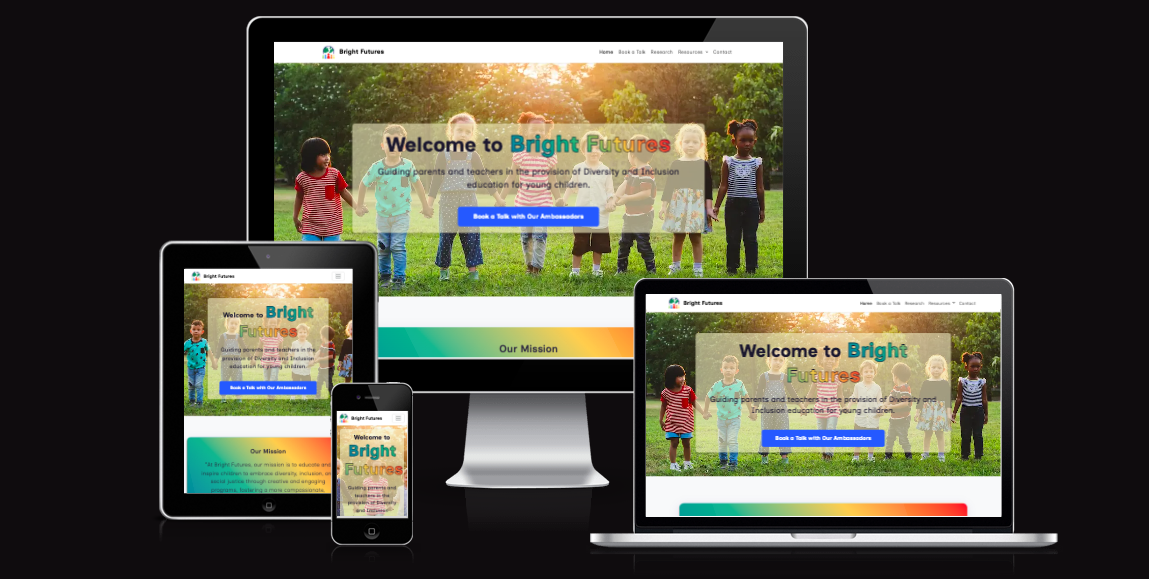 Bright Futures
Home Book a Talk Research Resources Contact
Welcome to Bright Futures
Guiding parents and teachers in the provision of Diversity and Inclusion
education for young children.
Book a Talk with Our Ambassadors
Our Mission
Bright Futures
Welcome to Bright
Futures
Guiding parents and teachers in the
provision of Diversity and Inclusion
education for young children.
Book a Talk with Our Ambassadors
Our Mission
"At Bright Futures, our mission is to educate and
inspire children to embrace diversity, inclusion, and
social justice through creative and engaging
programs, fostering a more compassionate,
Bright Futures
Welcome to
Bright
Futures
Guiding parents and
teachers in the
provision of Diversity
and Inclusion
Bright Futures
Home Book a Talk Research Resources Contact
Welcome to Bright
Futures
Guiding parents and teachers in the provision of Diversity and
Inclusion education for young children.
Book a Talk with Our Ambassadors